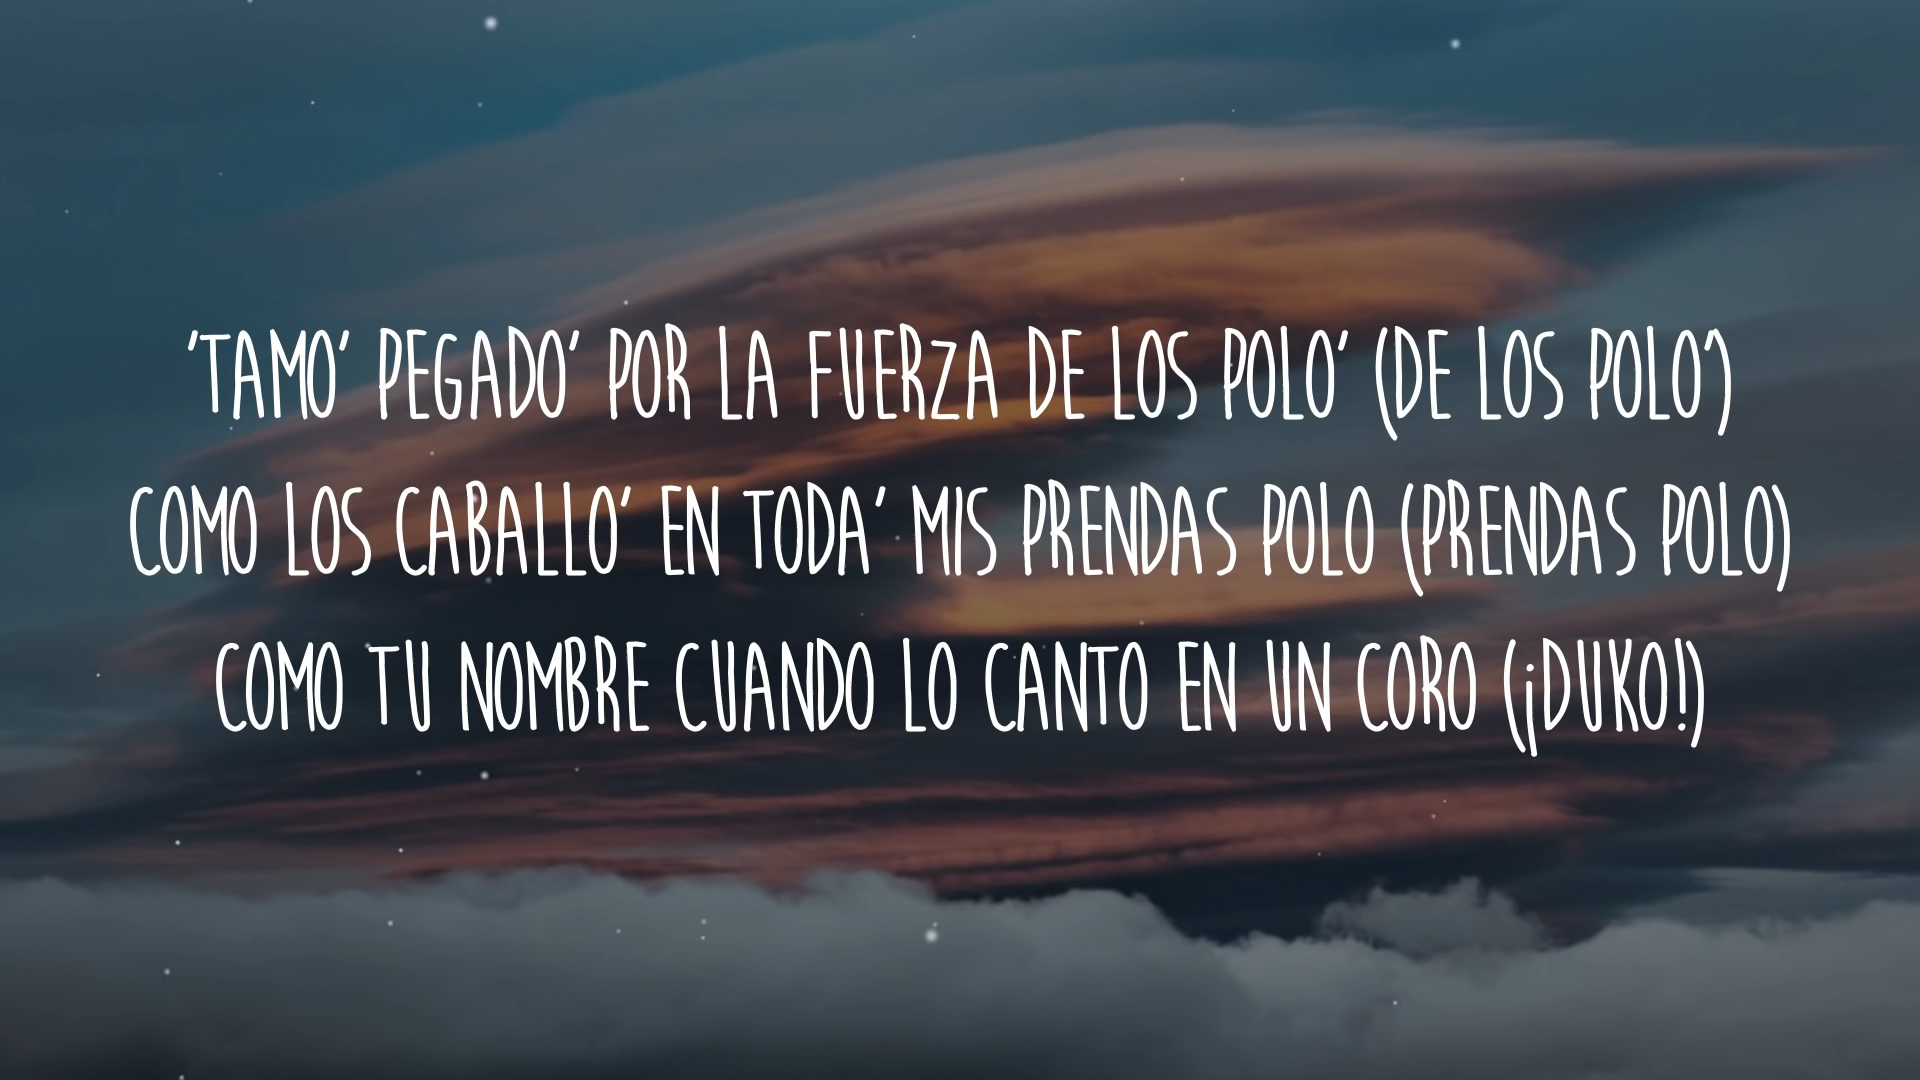 'TAMO' PEGADO' POR LA FUERZA DE LOS POLO' (DE LOS POLO')
COMO LOS CABALLO' EN TODA' MIS PRENDAS POLO (PRENDAS POLO)
COMO TU NOMBRE CUANDO LO CANTO EN UN CORO (¡DUKO!)